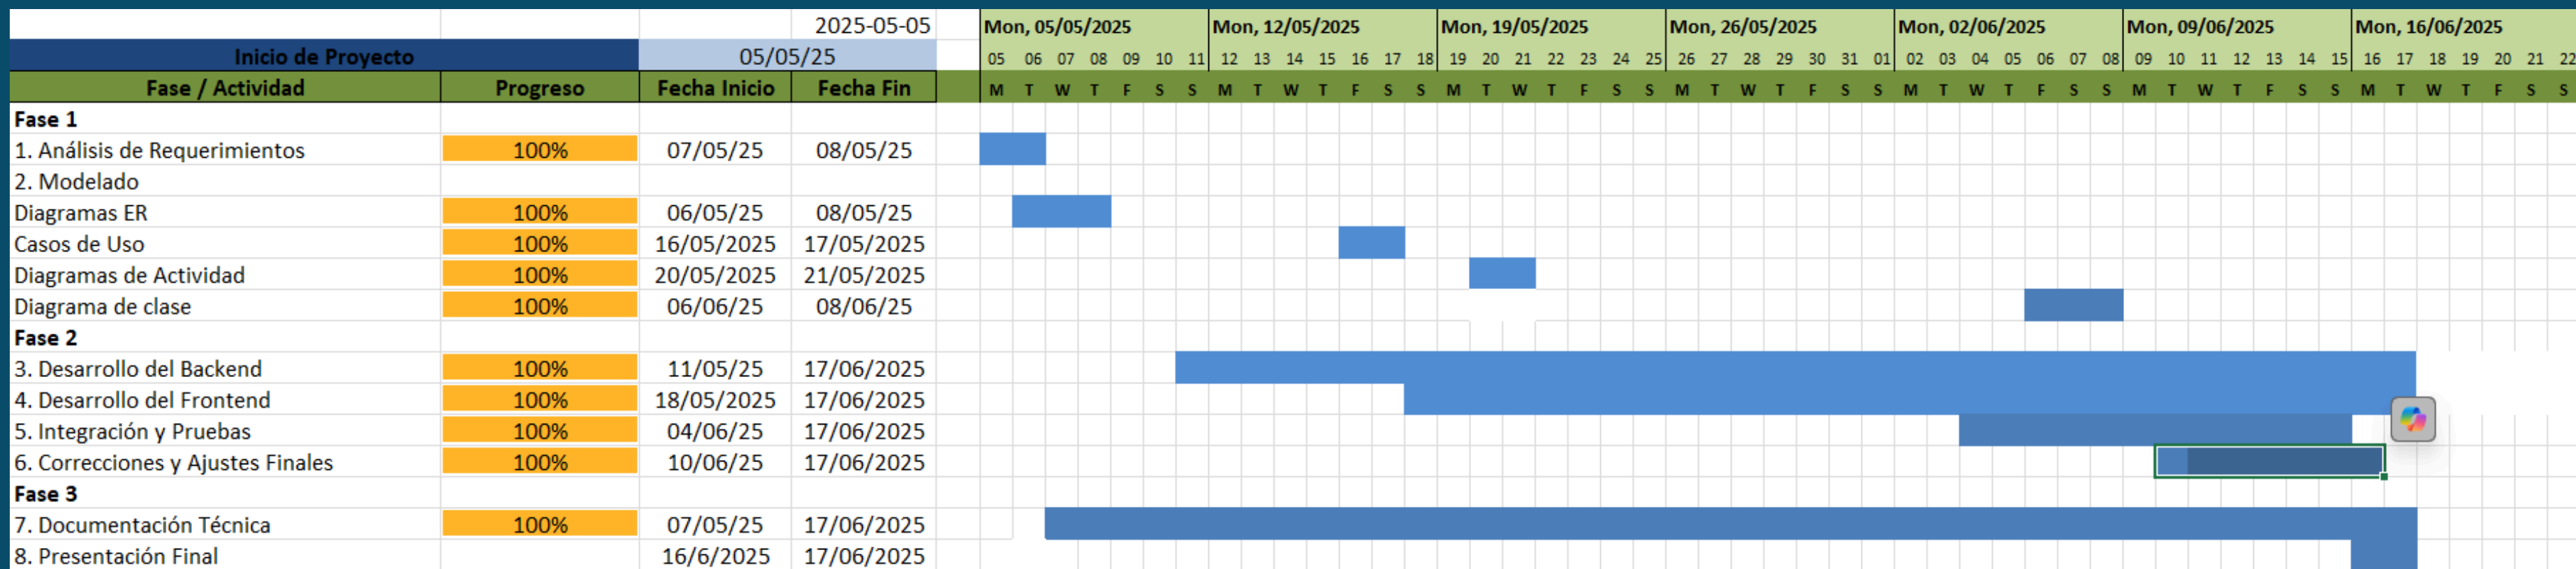 2025-05-05 Mon, 05/05/2025 Mon, 12/05/2025 Mon, 19/05/2025 Mon, 26/05/2025 Mon, 02/06/2025 Mon, 09/06/2025 Mon, 16/06/2025
Inicio de Proyecto 05/05/25 05 06 07 08 09 10 11 12 13 14 15 16 17 18 19 20 21 22 23 24 25 26 27 28 29 30 31 01 02 03 04 05 06 07 08 09 10 11 12 13 14 15 16 17 18 19 20 21 22
Fase / Actividad Progreso Fecha Inicio Fecha Fin M T W T F S S M T W T F S S M T W T F S S M T W T F S S M T W T F S S M T W T F S S M T W T F S S
Fase 1
1. Análisis de Requerimientos 100% 07/05/25 08/05/25
2. Modelado
Diagramas ER 100% 06/05/25 08/05/25
Casos de Uso 100% 16/05/2025 17/05/2025
Diagramas de Actividad 100% 20/05/2025 21/05/2025
Diagrama de clase 100% 06/06/25 08/06/25
Fase 2
3. Desarrollo del Backend 100% 11/05/25 17/06/2025
4. Desarrollo del Frontend 100% 18/05/2025 17/06/2025
5. Integración y Pruebas 100% 04/06/25 17/06/2025
6. Correcciones y Ajustes Finales 100% 10/06/25 17/06/2025
Fase 3
7. Documentación Técnica 100% 07/05/25 17/06/2025
8. Presentación Final 16/6/2025 17/06/2025